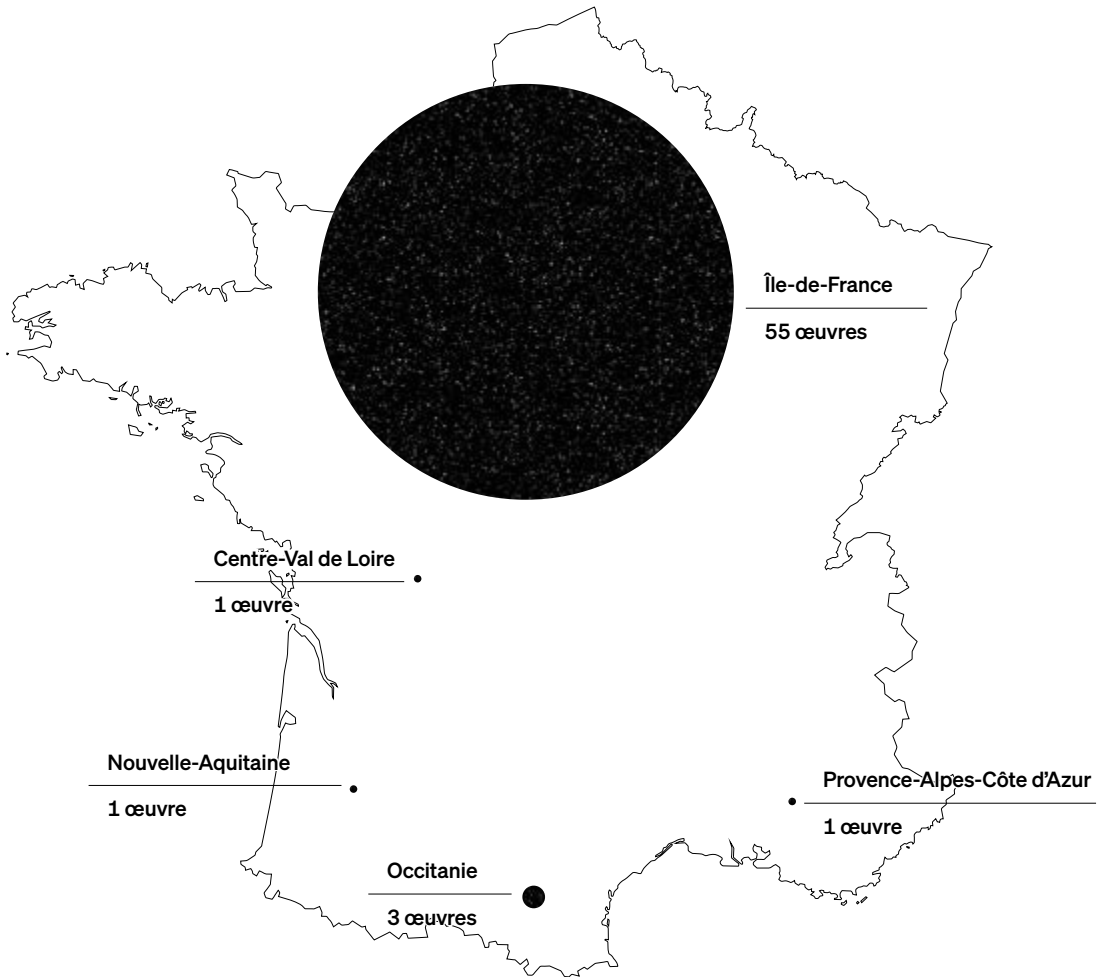 Île-de-France
55 œuvres
Centre-Val de Loire
1 œuvre
Nouvelle-Aquitaine
1 œuvre
Provence-Alpes-Côte d’Azur
1 œuvre
Occitanie
3 œuvres